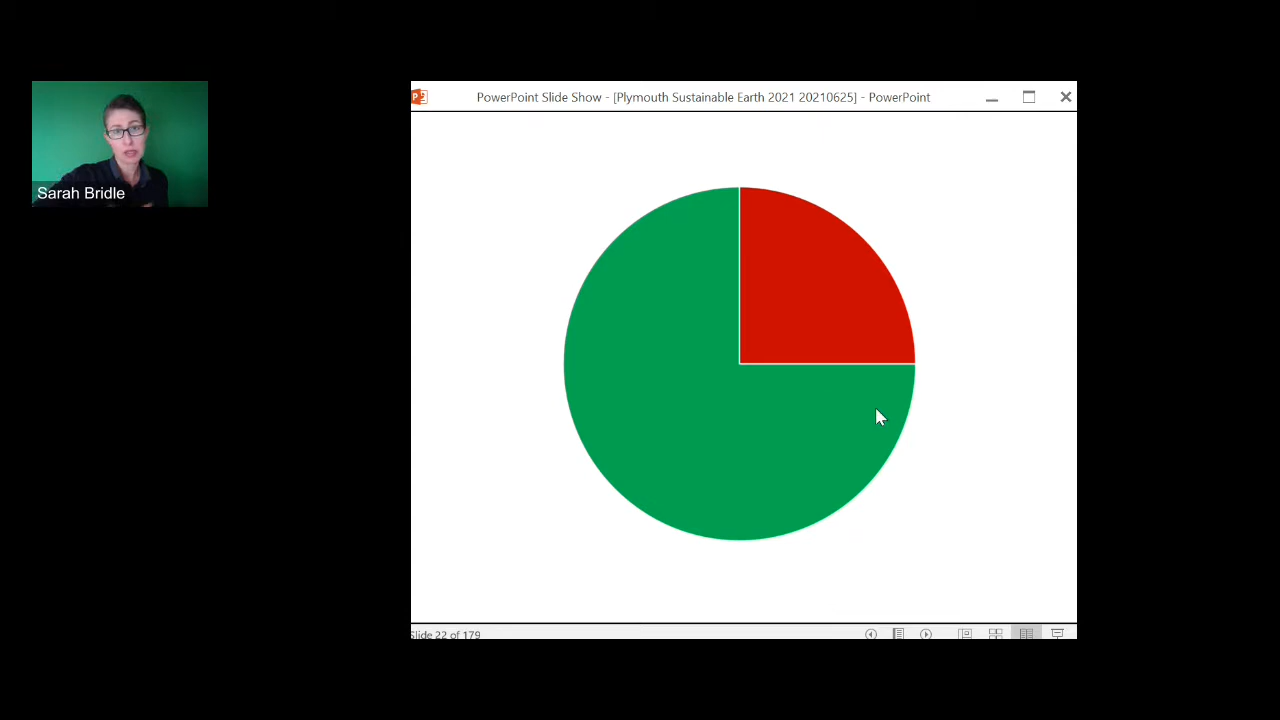 PowerPoint Slide Show - [Plymouth Sustainable Earth 2021 20210625] - PowerPoint
Sarah Bridle
Slide 22 of 179